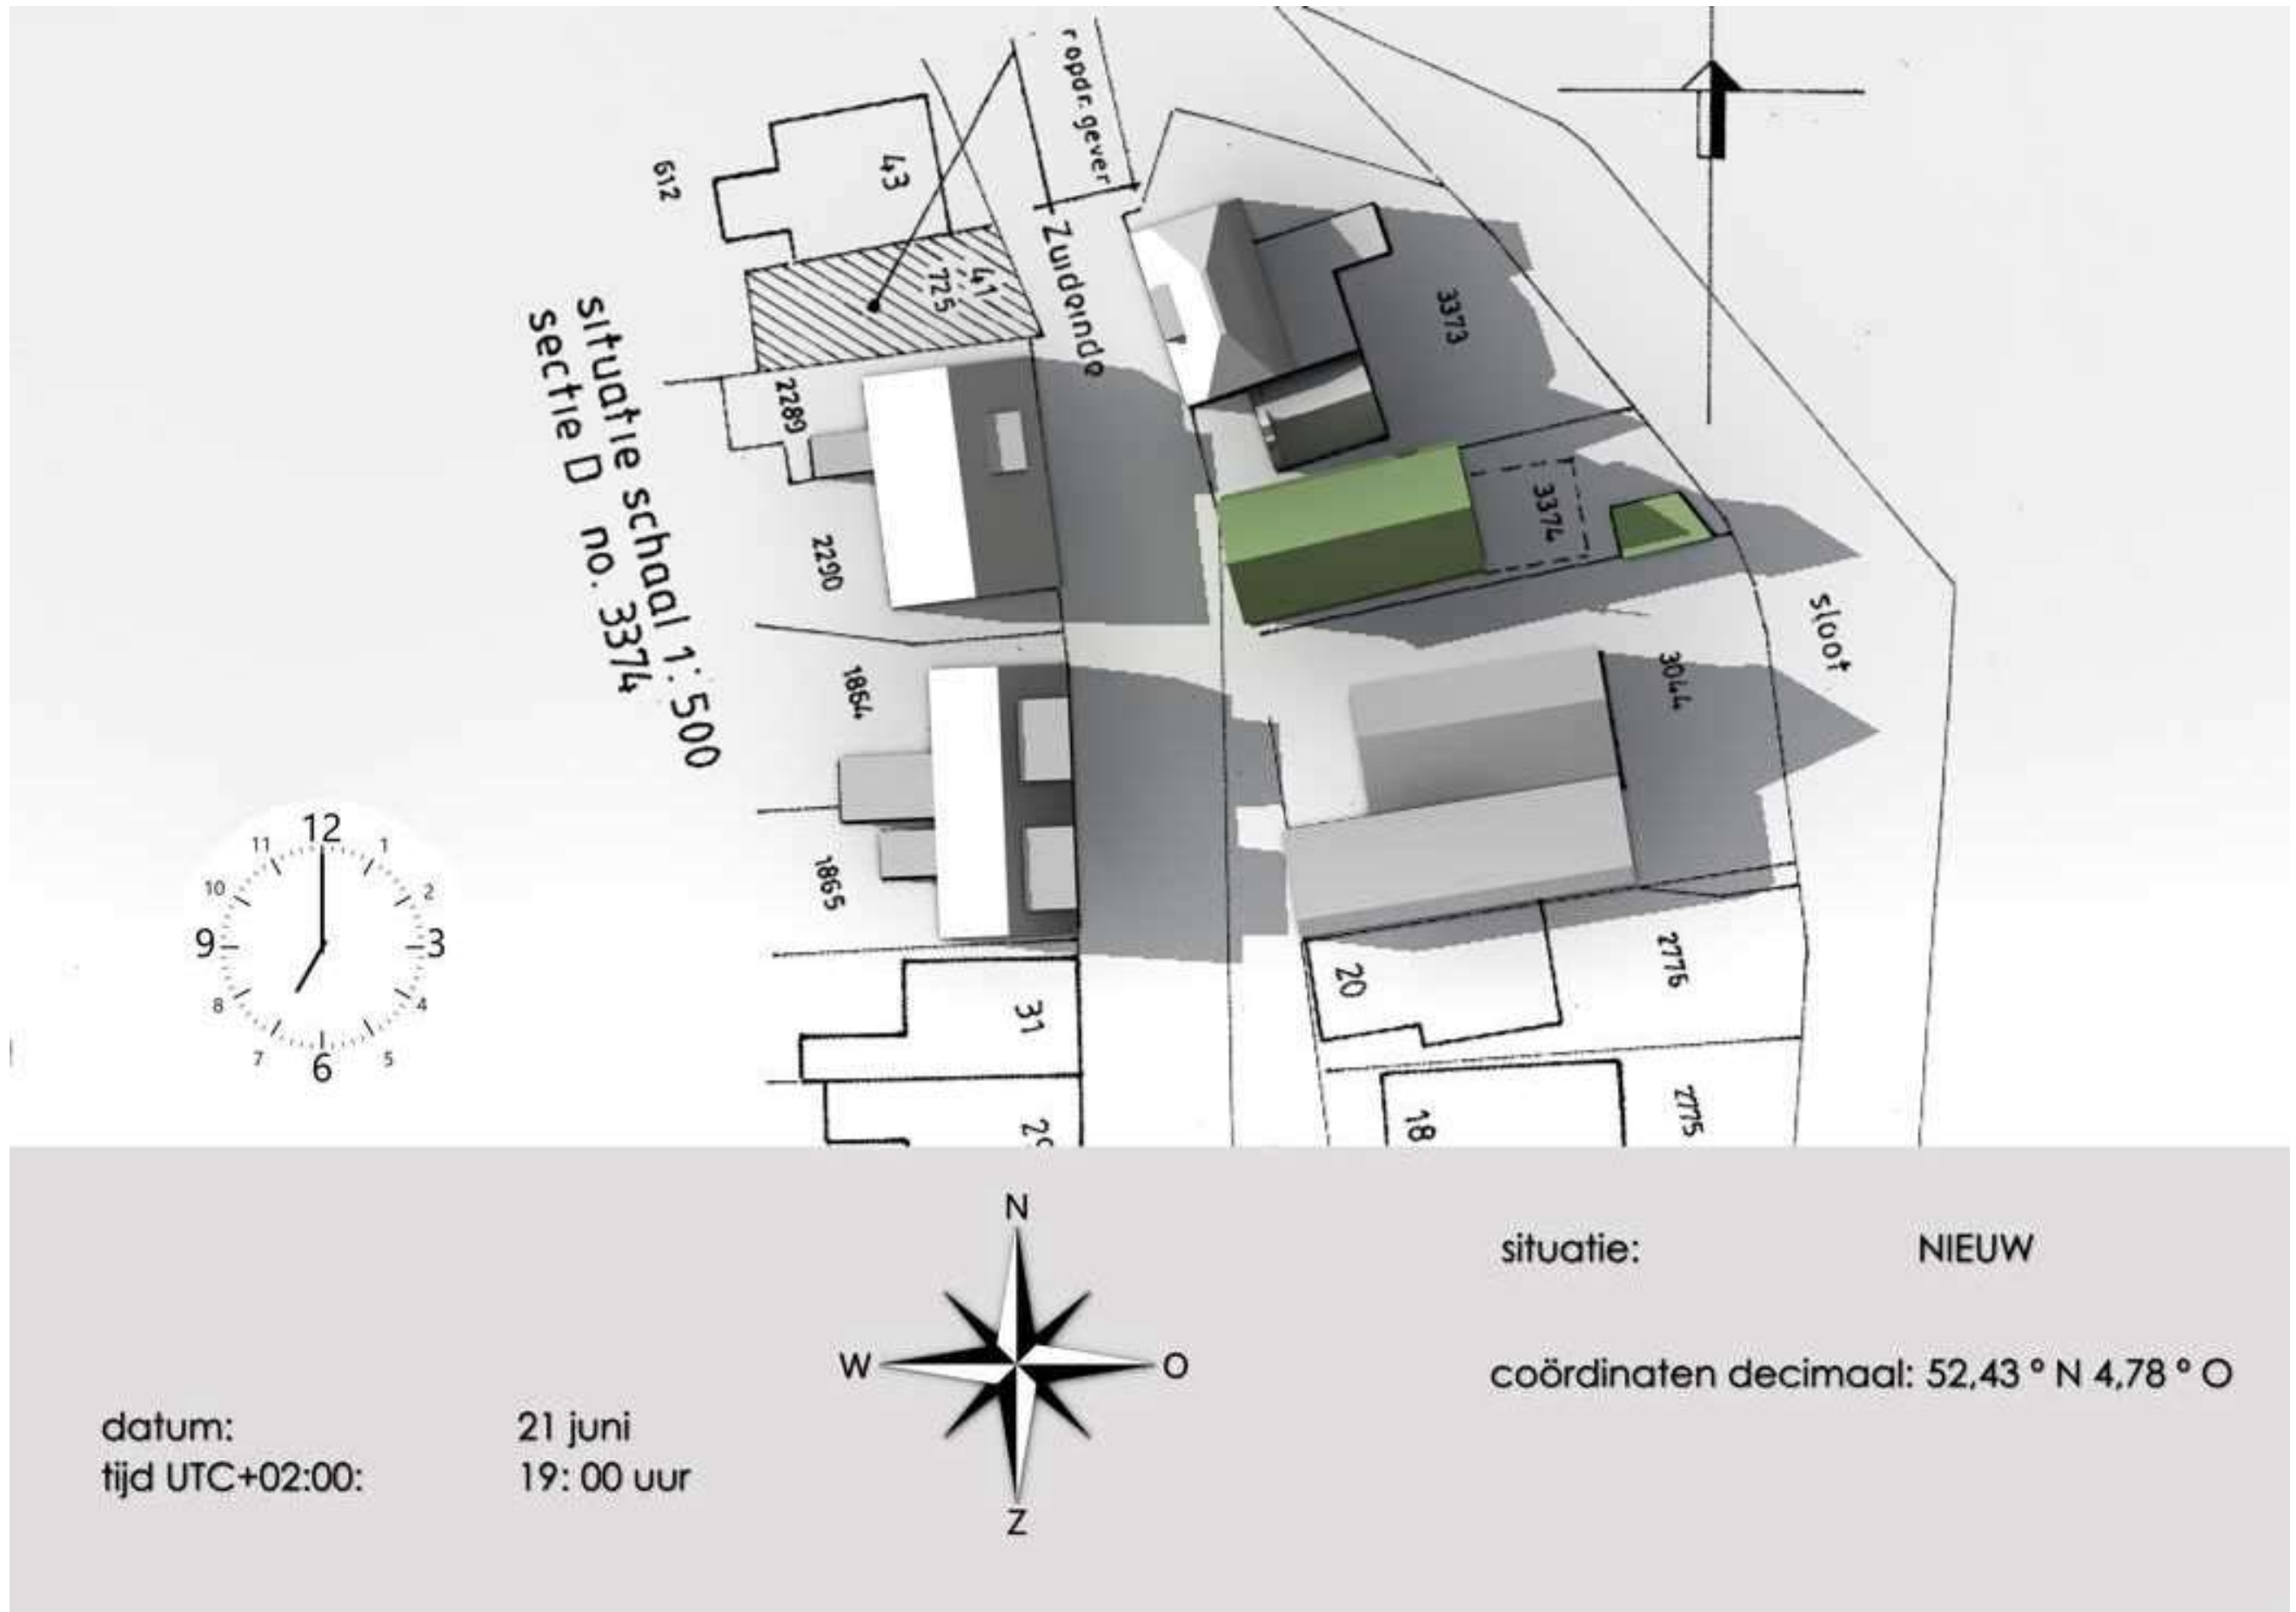 r opdr. gever
43
612
41
725
Zuideinde
3373
situatie schaal 1:500
sectie D no. 3374
2289
3374
2290
sloot
1864
3044
12
11
1
10
2
9
3
8
4
7
5
6
1865
31
20
2776
18
2775
N
W
O
Z
situatie: NIEUW
coördinaten decimaal: 52,43 º N 4,78 º O
datum: 21 juni
tijd UTC+02:00: 19: 00 uur